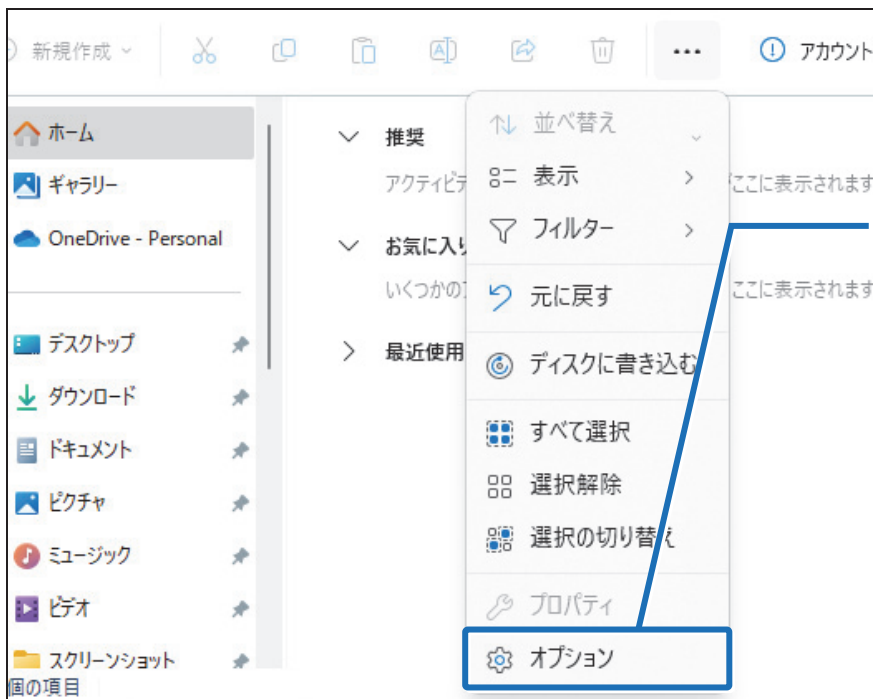 新規作成
アカウント
ホーム
ギャラリー
OneDrive - Personal
デスクトップ
ダウンロード
ドキュメント
ピクチャ
ミュージック
ビデオ
スクリーンショット
個の項目
推奨
アクティビテ
ここに表示されます
お気に入り
いくつかの
ここに表示されます
最近使用
並べ替え
表示
フィルター
元に戻す
ディスクに書き込む
すべて選択
選択解除
選択の切り替え
プロパティ
オプション